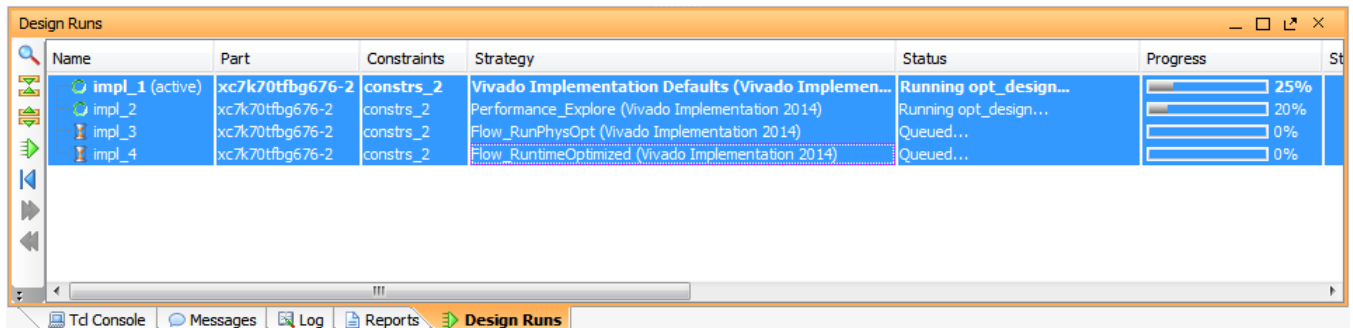 Design Runs
Name Part Constraints Strategy Status Progress St
impl_1 (active) xc7k70tfbg676-2 constrs_2 Vivado Implementation Defaults (Vivado Implemen... Running opt_design... 25%
impl_2 xc7k70tfbg676-2 constrs_2 Performance_Explore (Vivado Implementation 2014) Running opt_design... 20%
impl_3 xc7k70tfbg676-2 constrs_2 Flow_RunPhysOpt (Vivado Implementation 2014) Queued... 0%
impl_4 xc7k70tfbg676-2 constrs_2 Flow_RuntimeOptimized (Vivado Implementation 2014) Queued... 0%
Tcl Console Messages Log Reports Design Runs